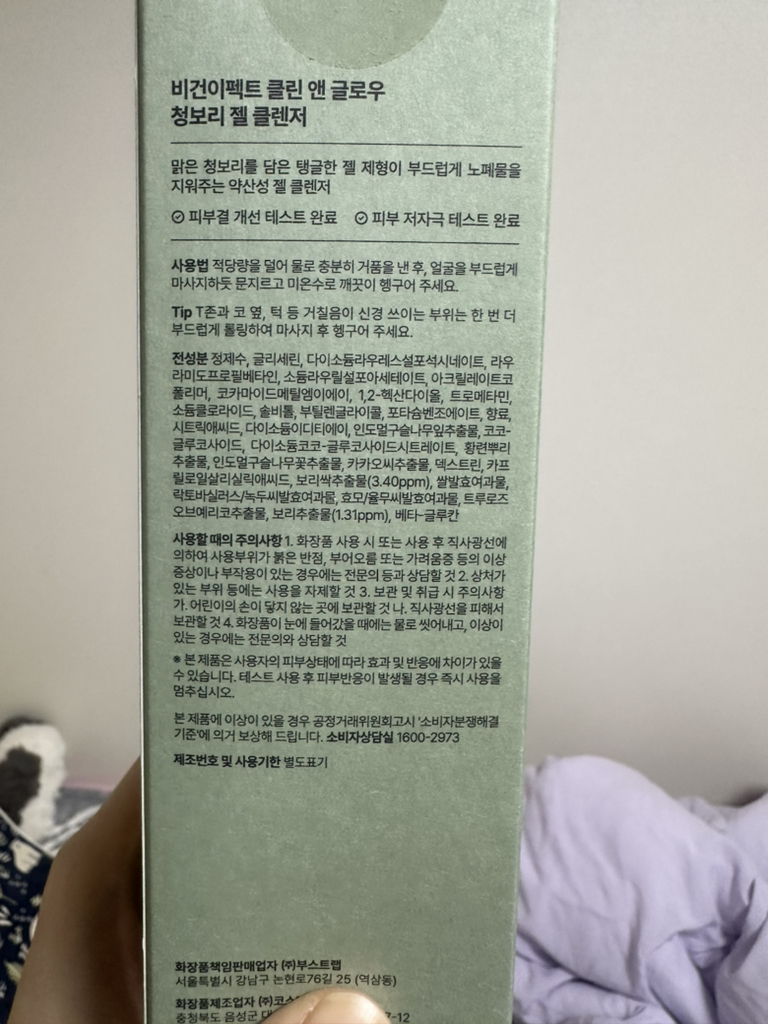 비건이펙트 클린 앤 글로우
청보리 젤 클렌저
맑은 청보리를 담은 탱글한 젤 제형이 부드럽게 노폐물을
지워주는 약산성 젤 클렌저
피부결 개선 테스트 완료 피부 저자극 테스트 완료
사용법 적당량을 덜어 물로 충분히 거품을 낸 후, 얼굴을 부드럽게
마사지하듯 문지르고 미온수로 깨끗이 헹구어 주세요.
Tip T존과 코 옆, 턱 등 거칠음이 신경 쓰이는 부위는 한 번 더
부드럽게 롤링하여 마사지 후 헹구어 주세요.
전성분 정제수, 글리세린, 다이소듐라우레스설포석시네이트, 라우
라미도프로필베타인, 소듐라우릴설포아세테이트, 아크릴레이트코
폴리머, 코카마이드메틸엠이에이, 1,2-헥산다이올, 트로메타민,
소듐클로라이드, 솔비톨, 부틸렌글라이콜, 포타슘벤조에이트, 향료,
시트릭애씨드, 다이소듐이디티에이, 인도멀구슬나무잎추출물, 코코-
글루코사이드, 다이소듐코코-글루코사이드시트레이트, 황련뿌리
추출물, 인도멀구슬나무꽃추출물, 카카오씨추출물, 덱스트린, 카프
릴로일살리실릭애씨드, 보리싹추출물(3.40ppm), 쌀발효여과물,
락토바실러스/녹두씨발효여과물, 효모/율무씨발효여과물, 트루로즈
오브예리코추출물, 보리추출물(1.31ppm), 베타-글루칸
사용할 때의 주의사항 1. 화장품 사용 시 또는 사용 후 직사광선에
의하여 사용부위가 붉은 반점, 부어오름 또는 가려움증 등의 이상
증상이나 부작용이 있는 경우에는 전문의 등과 상담할 것 2. 상처가
있는 부위 등에는 사용을 자제할 것 3. 보관 및 취급 시 주의사항
가. 어린이의 손이 닿지 않는 곳에 보관할 것 나. 직사광선을 피해서
보관할 것 4. 화장품이 눈에 들어갔을 때에는 물로 씻어내고, 이상이
있는 경우에는 전문의와 상담할 것
※ 본 제품은 사용자의 피부상태에 따라 효과 및 반응에 차이가 있을
수 있습니다. 테스트 사용 후 피부반응이 발생될 경우 즉시 사용을
멈추십시오.
본 제품에 이상이 있을 경우 공정거래위원회고시 '소비자분쟁해결
기준'에 의거 보상해 드립니다. 소비자상담실 1600-2973
제조번호 및 사용기한 별도표기
화장품책임판매업자 (주)부스트랩
서울특별시 강남구 논현로76길 25 (역삼동)
화장품제조업자 (주)코스
충청북도 음성군 7-12